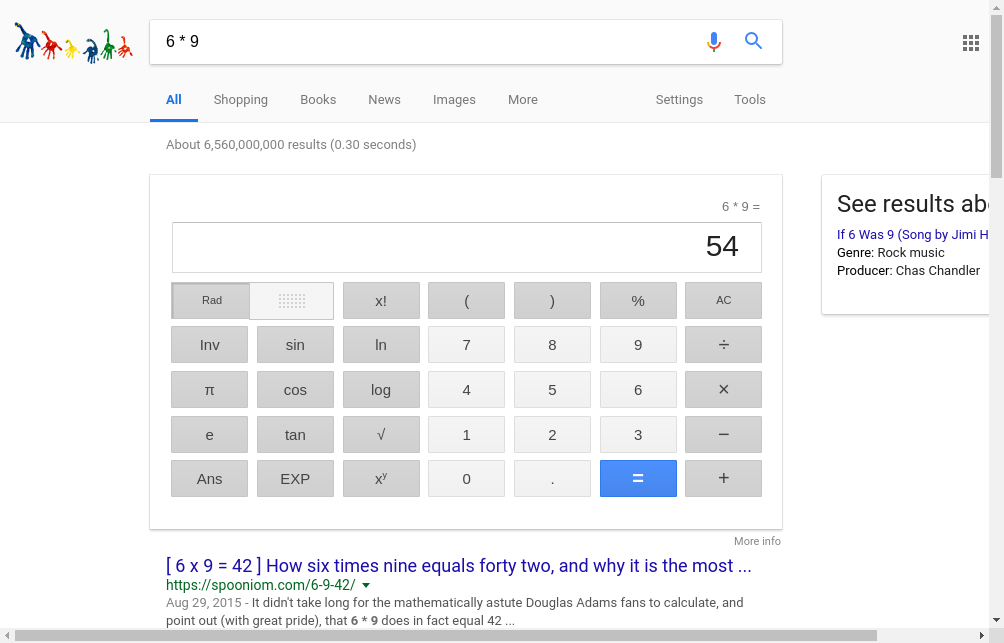 6 * 9
All Shopping Books News Images More Settings Tools
About 6,560,000,000 results (0.30 seconds)
6 * 9 =
54
Rad x! ( ) % AC
Inv sin ln 7 8 9 ÷
π cos log 4 5 6 ×
e tan √ 1 2 3 −
Ans EXP xʸ 0 . = +
More info
[ 6 x 9 = 42 ] How six times nine equals forty two, and why it is the most ...
https://spooniom.com/6-9-42/
Aug 29, 2015 - It didn't take long for the mathematically astute Douglas Adams fans to calculate, and
point out (with great pride), that 6 * 9 does in fact equal 42 ...
See results ab
If 6 Was 9 (Song by Jimi H
Genre: Rock music
Producer: Chas Chandler